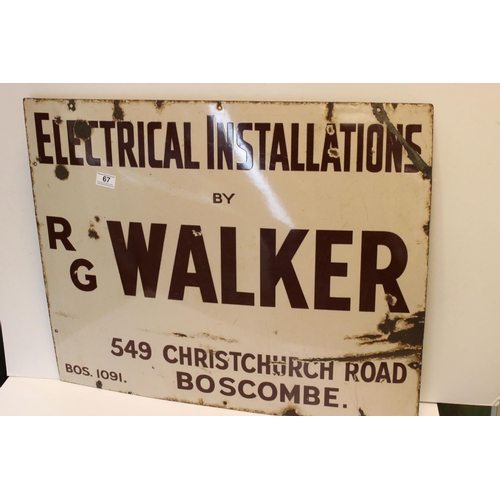 ELECTRICAL INSTALLATIONS
67
BY
R G WALKER
549 CHRISTCHURCH ROAD
BOS. 1091. BOSCOMBE.